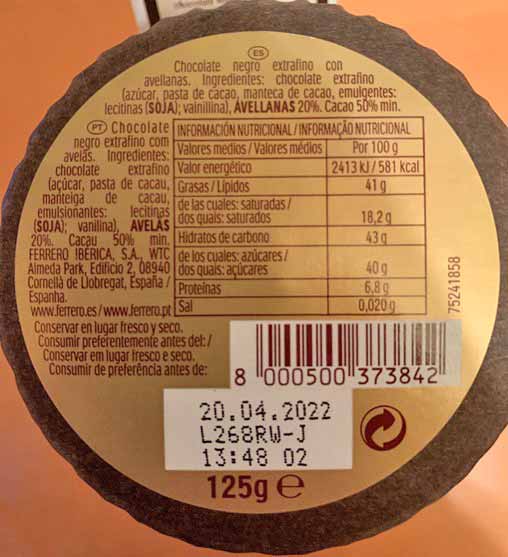 ES
Chocolate negro extrafino con
avellanas. Ingredientes: chocolate extrafino
(azúcar, pasta de cacao, manteca de cacao, emulgentes:
lecitinas (SOJA); vainillina), AVELLANAS 20%. Cacao 50% min.
PT Chocolate
negro extrafino com
avelãs. Ingredientes:
chocolate extrafino
(açúcar, pasta de cacau,
manteiga de cacau,
emulsionantes: lecitinas
(SOJA); vanilina), AVELÃS
20%. Cacau 50% min.
FERRERO IBÉRICA, S.A., WTC
Almeda Park, Edificio 2, 08940
Cornellà de Llobregat, España /
Espanha.
www.ferrero.es / www.ferrero.pt
INFORMACIÓN NUTRICIONAL / INFORMAÇÃO NUTRICIONAL
Valores medios / Valores médios Por 100 g
Valor energético 2413 kJ / 581 kcal
Grasas / Lípidos 41 g
de las cuales: saturadas /
dos quais: saturados 18,2 g
Hidratos de carbono 43 g
de los cuales: azúcares /
dos quais: açúcares 40 g
Proteínas 6,8 g
Sal 0,020 g
75241858
Conservar en lugar fresco y seco.
Consumir preferentemente antes del: /
Conservar em lugar fresco e seco.
Consumir de preferência antes de:
8 000500 373842
20.04.2022
L268RW-J
13:48 02
125g e